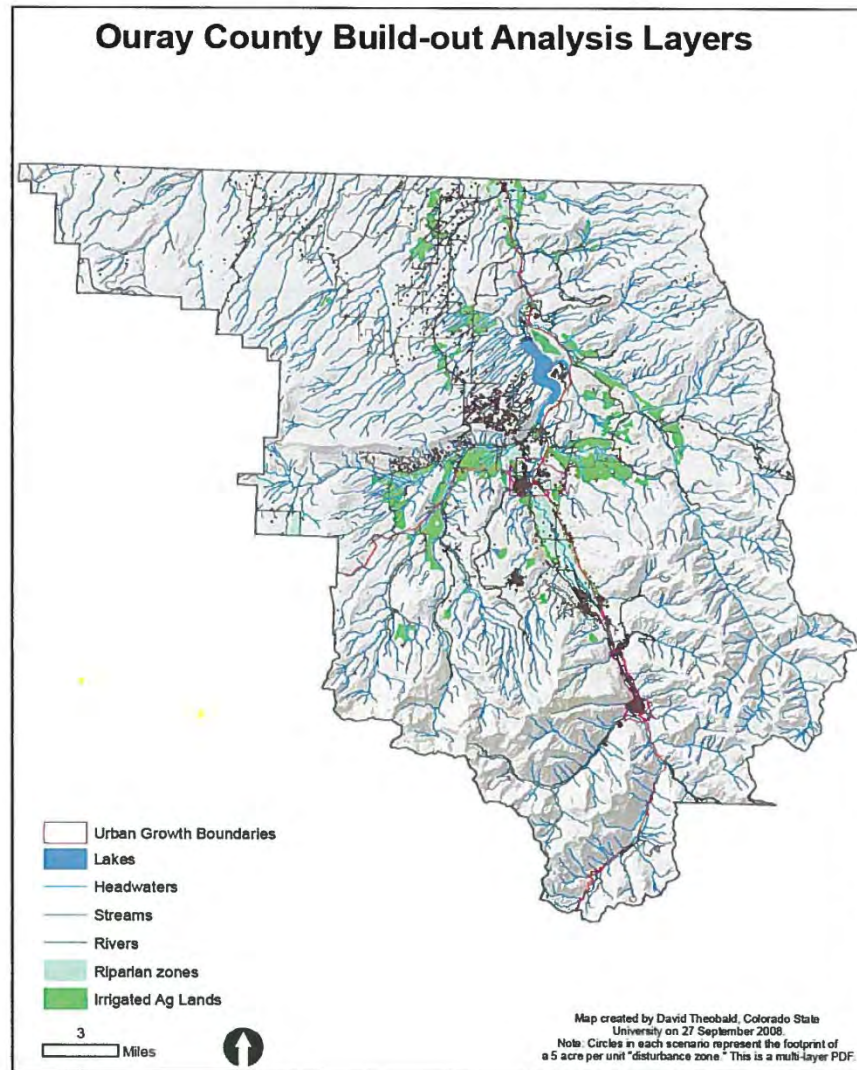 Ouray County Build-out Analysis Layers
Urban Growth Boundaries
Lakes
Headwaters
Streams
Rivers
Riparian zones
Irrigated Ag Lands
3
Miles
Map created by David Theobald, Colorado State
University on 27 September 2008.
Note: Circles in each scenario represent the footprint of
a 5 acre per unit "disturbance zone." This is a multi-layer PDF.